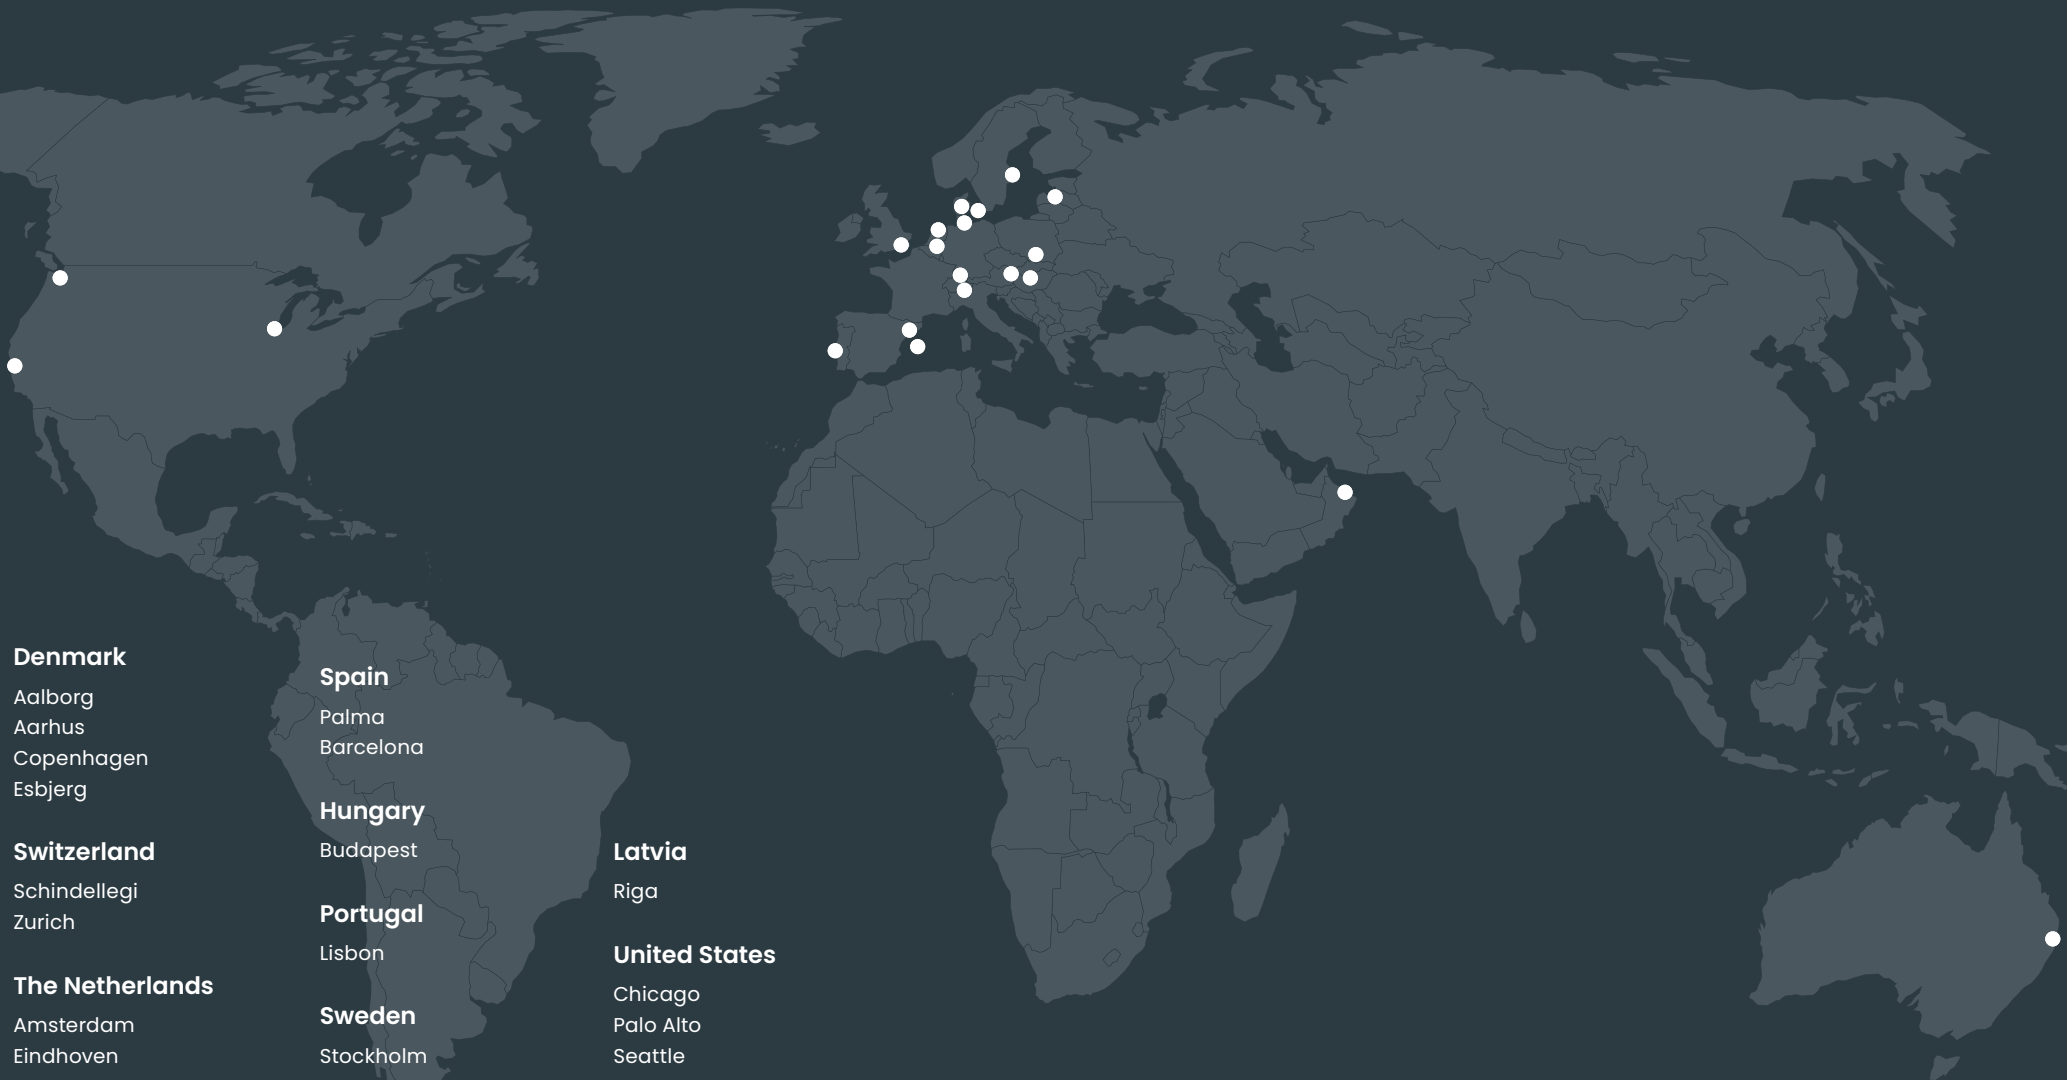 Denmark
Aalborg
Aarhus
Copenhagen
Esbjerg
Switzerland
Schindellegi
Zurich
The Netherlands
Amsterdam
Eindhoven
Spain
Palma
Barcelona
Hungary
Budapest
Portugal
Lisbon
Sweden
Stockholm
Latvia
Riga
United States
Chicago
Palo Alto
Seattle